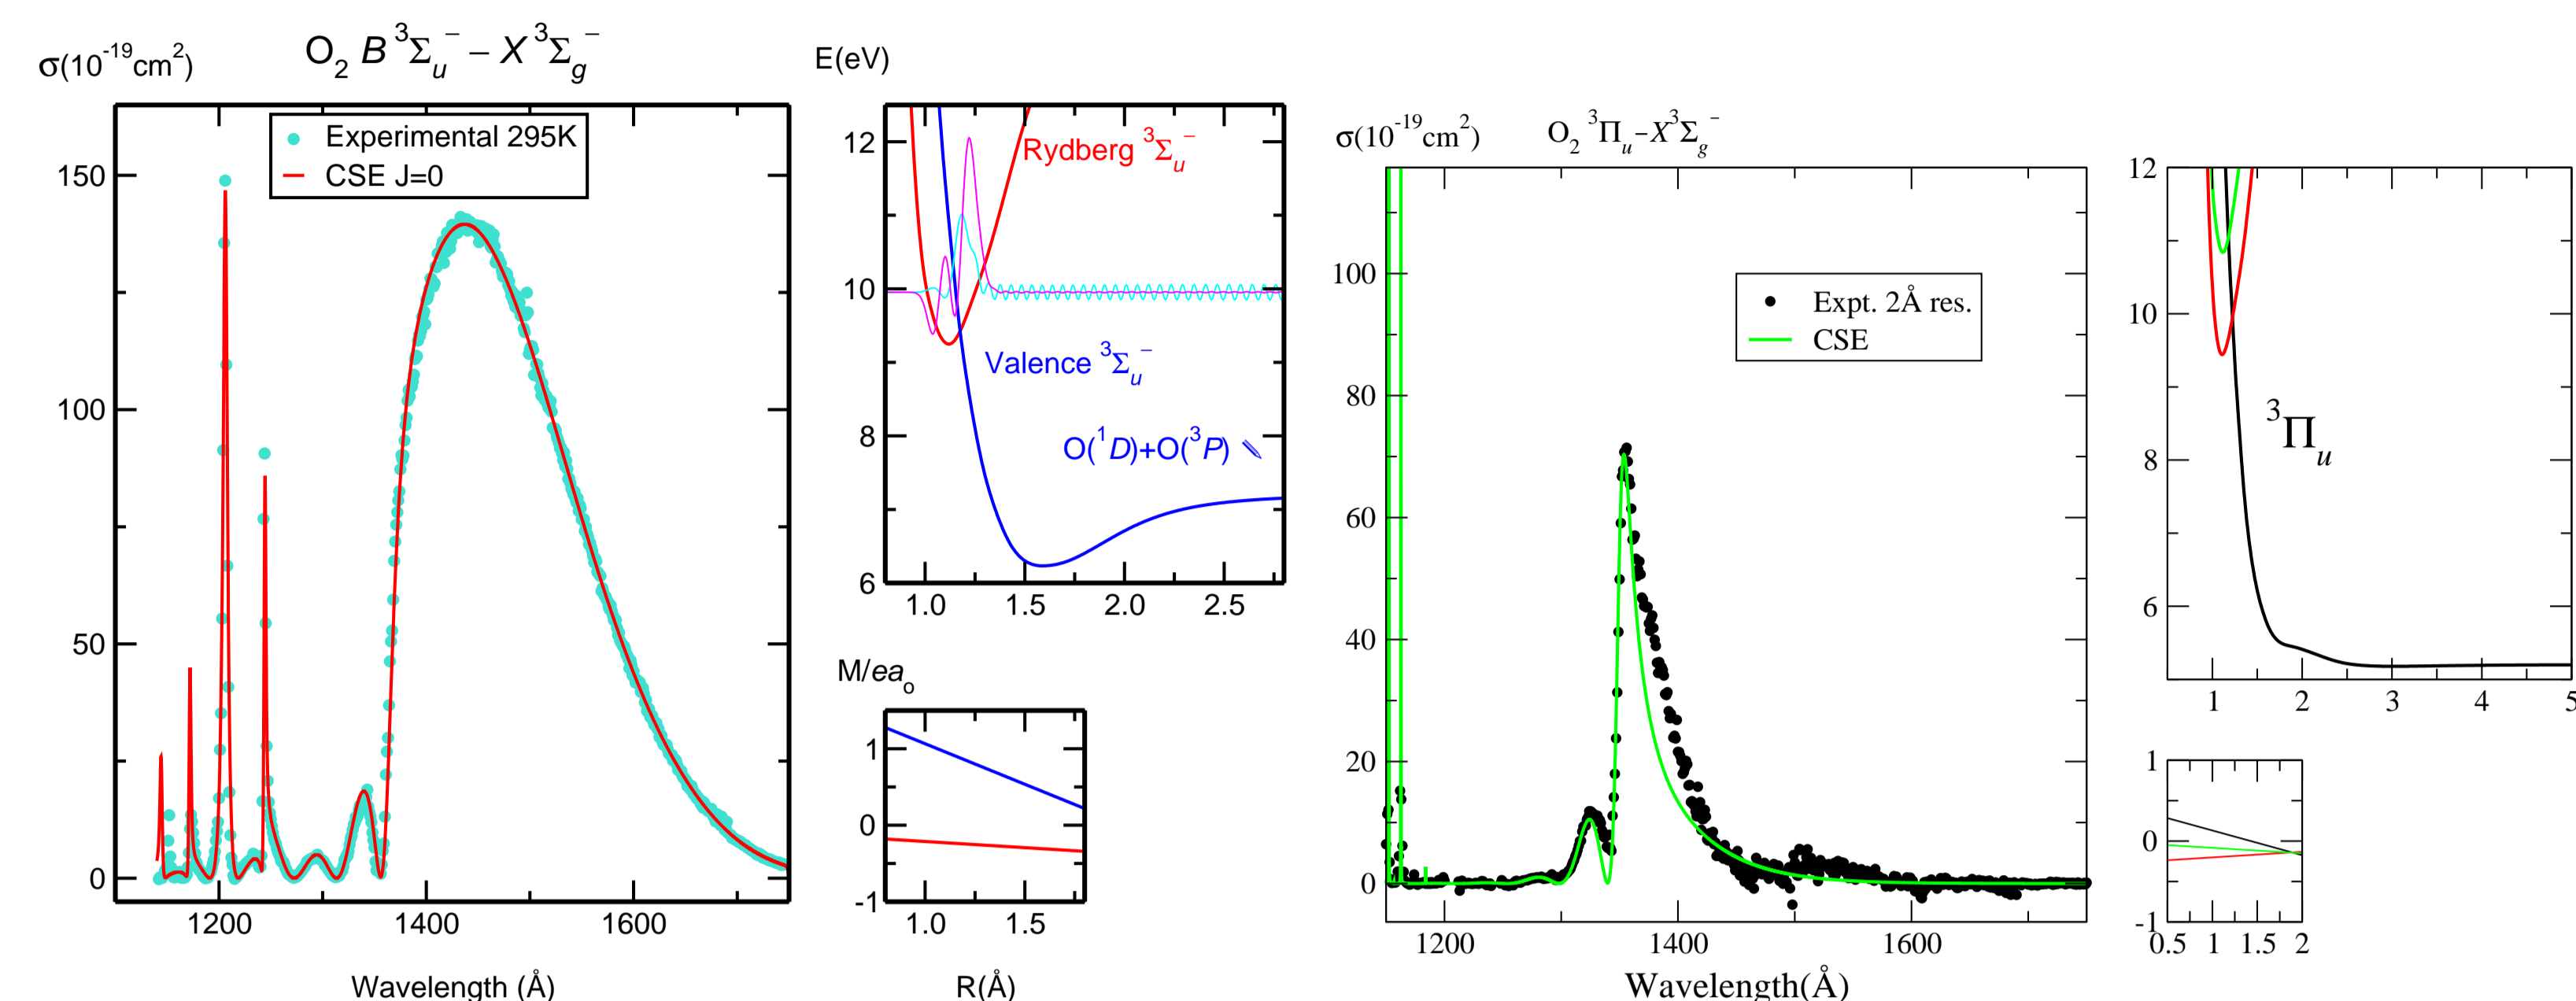 σ(10⁻¹⁹cm²)
O₂ B ³Σᵤ⁻ – X ³Σg⁻
Experimental 295K
CSE J=0
150
100
50
0
1200 1400 1600
Wavelength (Å)
E(eV)
12
10
8
6
Rydberg ³Σᵤ⁻
Valence ³Σᵤ⁻
O(¹D)+O(³P)
1.0 1.5 2.0 2.5
M/eaₒ
1
0
-1
1.0 1.5
R(Å)
σ(10⁻¹⁹cm²)
O₂ ³Πᵤ–X³Σg⁻
Expt. 2Å res.
CSE
100
80
60
40
20
0
1200 1400 1600
Wavelength(Å)
12
10
8
6
³Πᵤ
1 2 3 4 5
1
0
-1
0.5 1 1.5 2